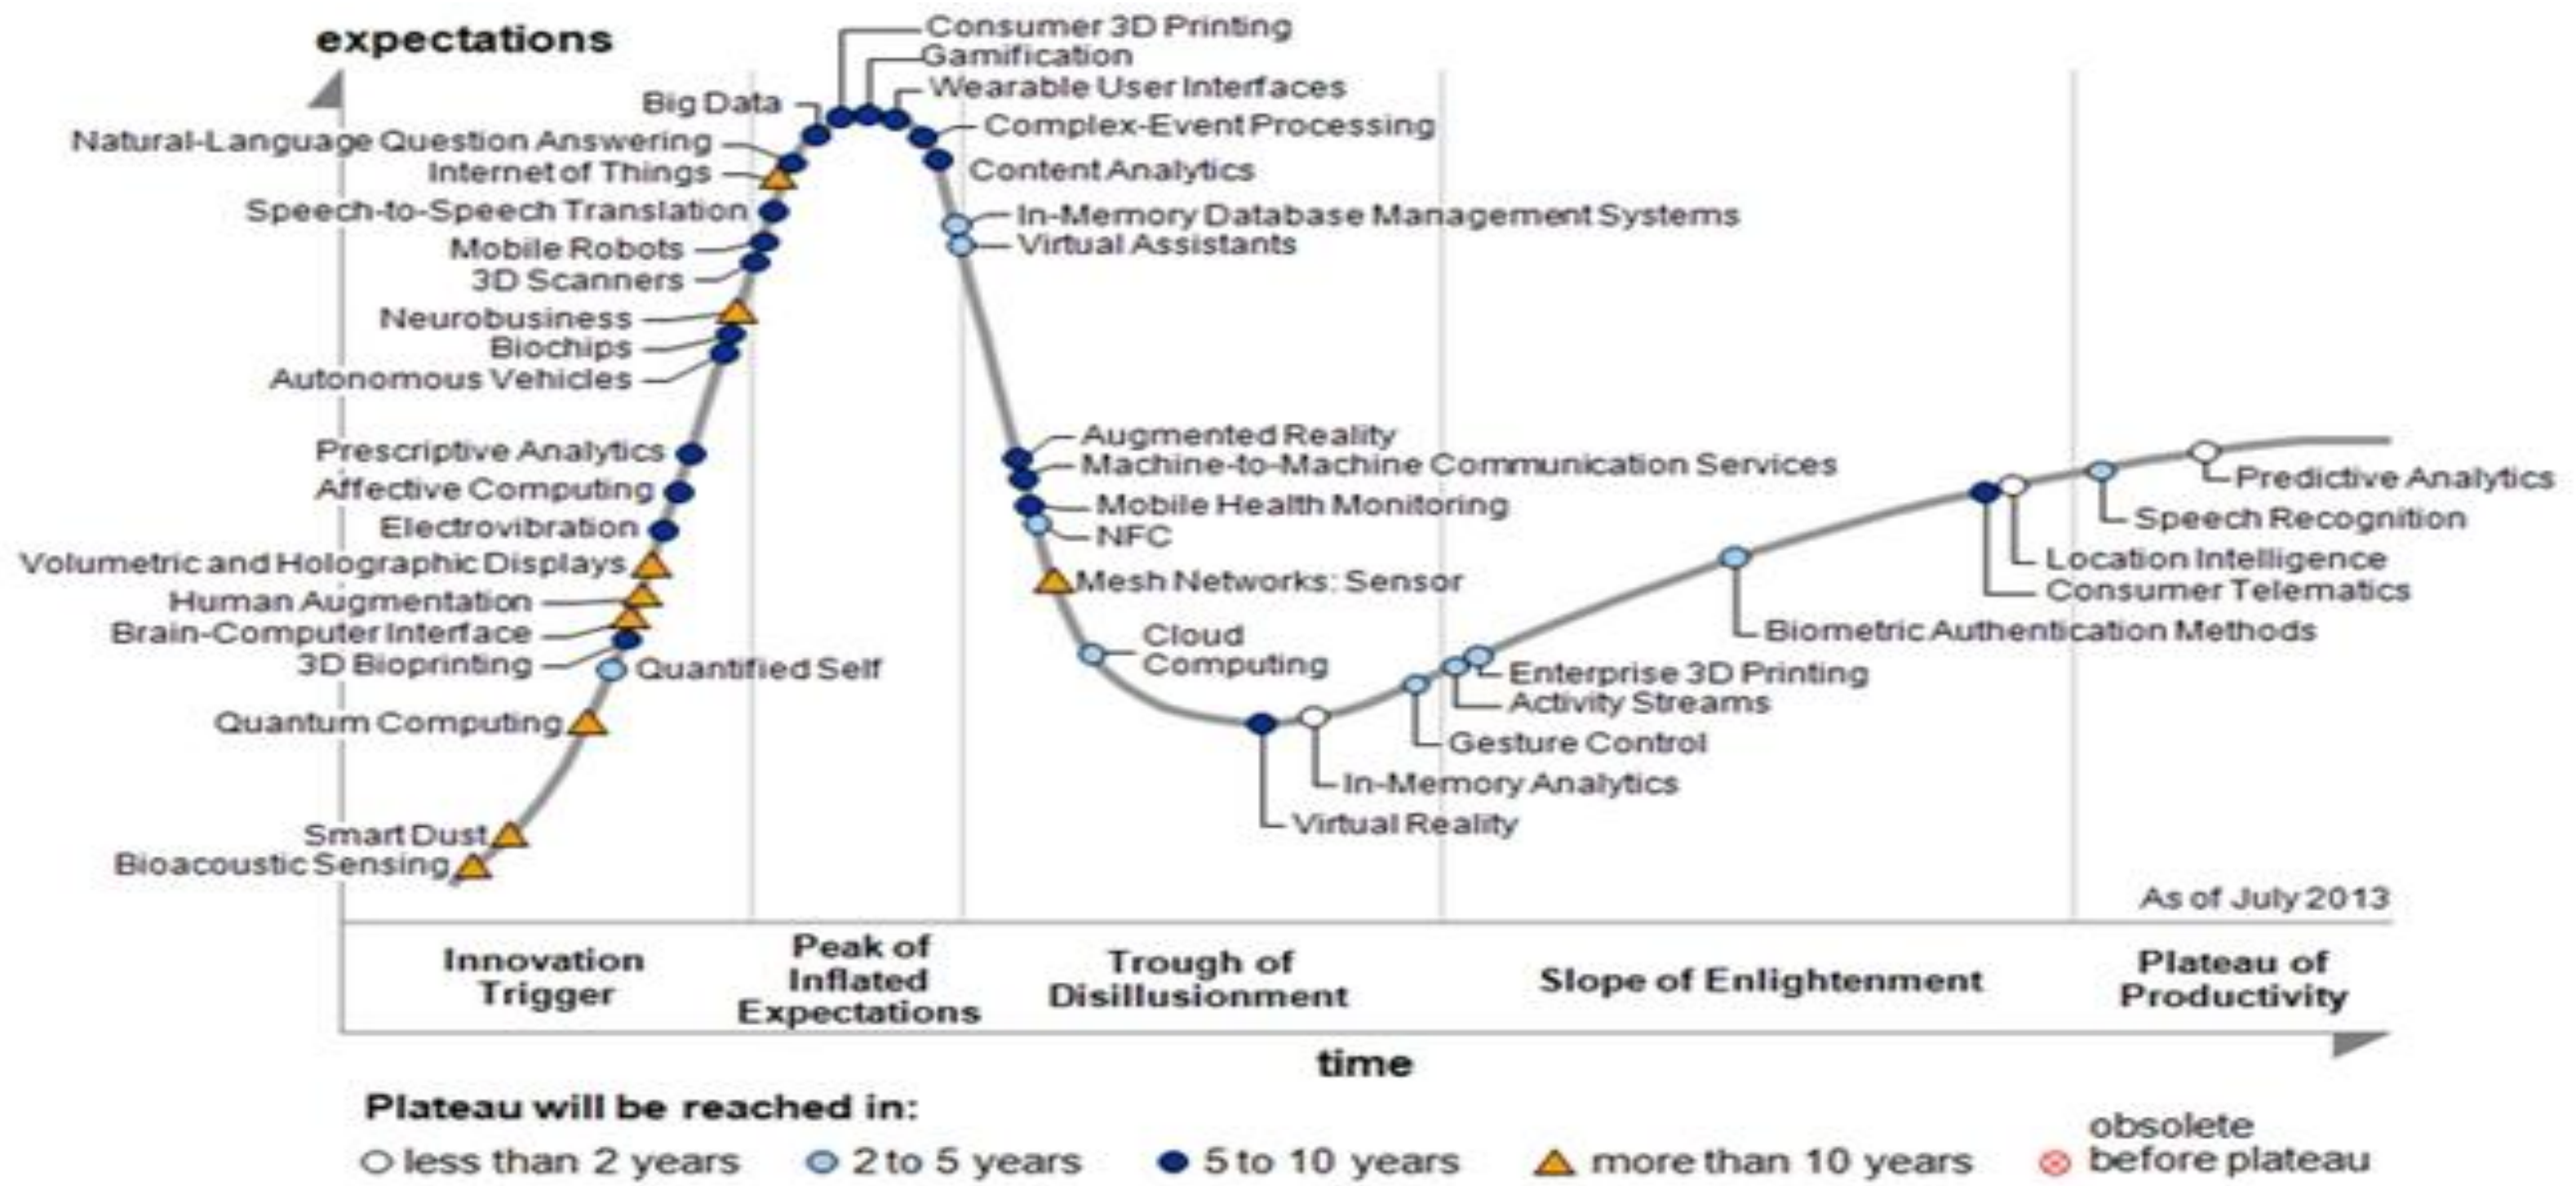 expectations
Consumer 3D Printing
Gamification
Wearable User Interfaces
Big Data
Complex-Event Processing
Natural-Language Question Answering
Content Analytics
Internet of Things
Speech-to-Speech Translation
In-Memory Database Management Systems
Mobile Robots
Virtual Assistants
3D Scanners
Neurobusiness
Biochips
Autonomous Vehicles
Augmented Reality
Prescriptive Analytics
Machine-to-Machine Communication Services
Affective Computing
Mobile Health Monitoring
Electrovibration
NFC
Volumetric and Holographic Displays
Mesh Networks: Sensor
Human Augmentation
Brain-Computer Interface
3D Bioprinting
Quantified Self
Cloud
Computing
Quantum Computing
Smart Dust
Bioacoustic Sensing
Predictive Analytics
Speech Recognition
Location Intelligence
Consumer Telematics
Biometric Authentication Methods
Enterprise 3D Printing
Activity Streams
Gesture Control
In-Memory Analytics
Virtual Reality
As of July 2013
Innovation
Trigger
Peak of
Inflated
Expectations
Trough of
Disillusionment
Slope of Enlightenment
Plateau of
Productivity
time
Plateau will be reached in:
less than 2 years
2 to 5 years
5 to 10 years
more than 10 years
obsolete
before plateau